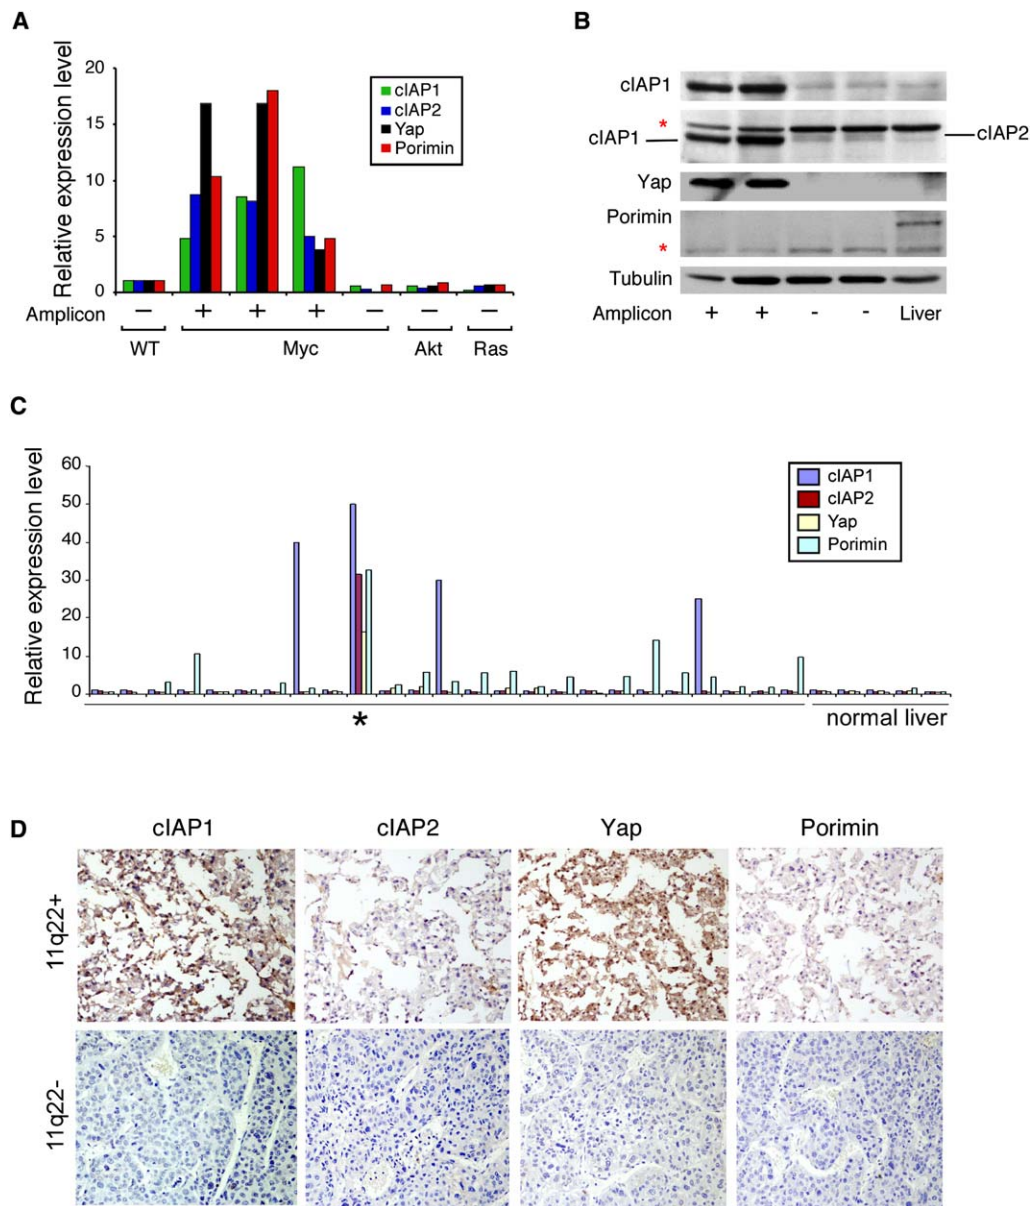 A
Relative expression level
20
15
10
5
0
cIAP1
cIAP2
Yap
Porimin
Amplicon
− + + + − − −
WT Myc Akt Ras
B
cIAP1
*
cIAP1 cIAP2
Yap
Porimin
*
Tubulin
Amplicon + + - - Liver
C
Relative expression level
60
50
40
30
20
10
0
cIAP1
cIAP2
Yap
Porimin
* normal liver
D
cIAP1 cIAP2 Yap Porimin
11q22+
11q22-